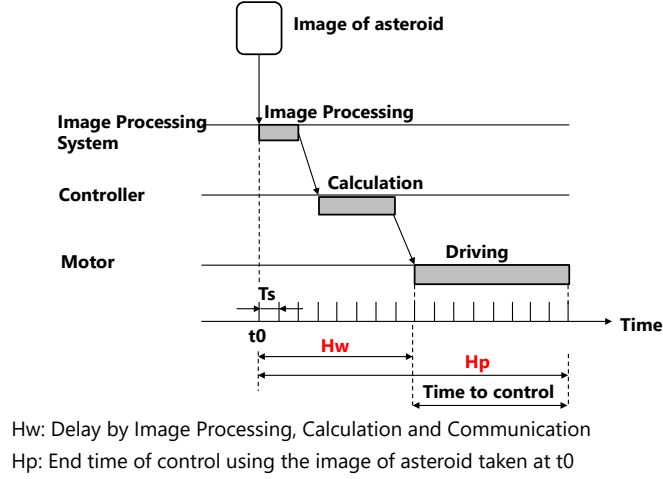 Image of asteroid
Image Processing
Image Processing
System
Calculation
Controller
Driving
Motor
Ts
Time
t0
Hw
Hp
Time to control
Hw: Delay by Image Processing, Calculation and Communication
Hp: End time of control using the image of asteroid taken at t0